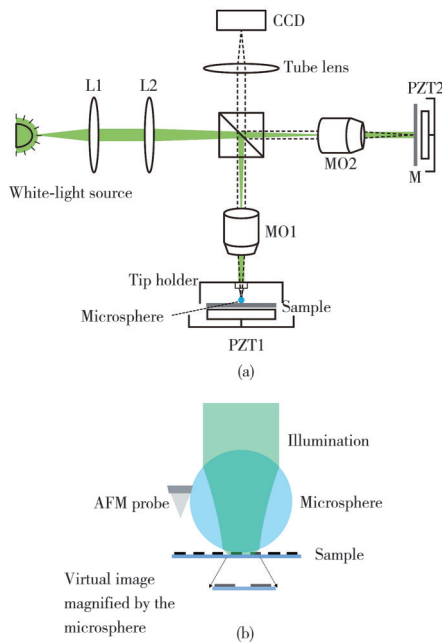 CCD
Tube lens
L1
L2
PZT2
MO2
M
White-light source
MO1
Tip holder
Microsphere
Sample
PZT1
(a)
Illumination
AFM probe
Microsphere
Sample
Virtual image
magnified by the
microsphere
(b)